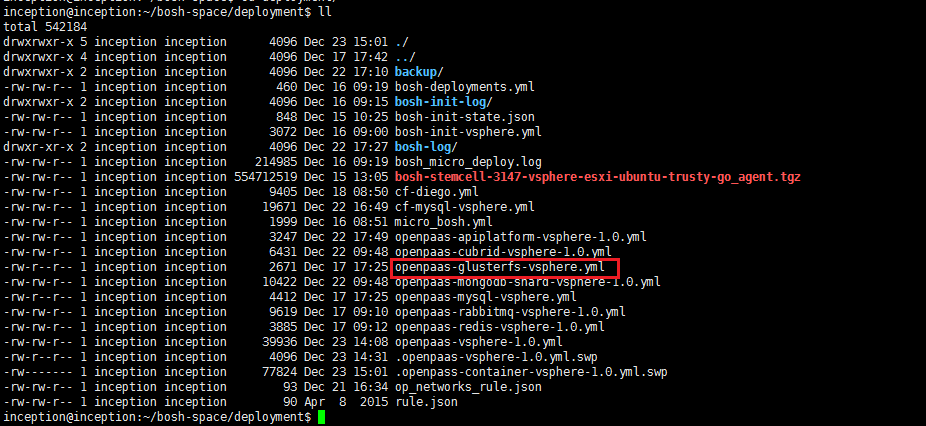 inception@inception:~/bosh-space/deployment$ ll
total 542184
drwxrwxr-x 5 inception inception 4096 Dec 23 15:01 ./
drwxrwxr-x 4 inception inception 4096 Dec 17 17:42 ../
drwxrwxr-x 2 inception inception 4096 Dec 22 17:10 backup/
-rw-rw-r-- 1 inception inception 460 Dec 16 09:19 bosh-deployments.yml
drwxrwxr-x 2 inception inception 4096 Dec 16 09:15 bosh-init-log/
-rw-rw-r-- 1 inception inception 848 Dec 15 10:25 bosh-init-state.json
-rw-rw-r-- 1 inception inception 3072 Dec 16 09:00 bosh-init-vsphere.yml
drwxr-xr-x 2 inception inception 4096 Dec 22 17:27 bosh-log/
-rw-rw-r-- 1 inception inception 214985 Dec 16 09:19 bosh_micro_deploy.log
-rw-rw-r-- 1 inception inception 554712519 Dec 15 13:05 bosh-stemcell-3147-vsphere-esxi-ubuntu-trusty-go_agent.tgz
-rw-rw-r-- 1 inception inception 9405 Dec 18 08:50 cf-diego.yml
-rw-rw-r-- 1 inception inception 19671 Dec 22 16:49 cf-mysql-vsphere.yml
-rw-rw-r-- 1 inception inception 1999 Dec 16 08:51 micro_bosh.yml
-rw-rw-r-- 1 inception inception 3247 Dec 22 17:49 openpaas-apiplatform-vsphere-1.0.yml
-rw-rw-r-- 1 inception inception 6431 Dec 22 09:48 openpaas-cubrid-vsphere-1.0.yml
-rw-rw-r-- 1 inception inception 2671 Dec 17 17:25 openpaas-glusterfs-vsphere.yml
-rw-rw-r-- 1 inception inception 10422 Dec 22 09:48 openpaas-mongodb-shard-vsphere-1.0.yml
-rw-rw-r-- 1 inception inception 4412 Dec 17 17:25 openpaas-mysql-vsphere.yml
-rw-rw-r-- 1 inception inception 9619 Dec 17 09:10 openpaas-rabbitmq-vsphere-1.0.yml
-rw-rw-r-- 1 inception inception 3885 Dec 17 09:12 openpaas-redis-vsphere-1.0.yml
-rw-rw-r-- 1 inception inception 39936 Dec 23 14:08 openpaas-vsphere-1.0.yml
-rw-r--r-- 1 inception inception 4096 Dec 23 14:31 .openpaas-vsphere-1.0.yml.swp
-rw------- 1 inception inception 77824 Dec 23 15:01 .openpass-container-vsphere-1.0.yml.swp
-rw-rw-r-- 1 inception inception 93 Dec 21 16:34 op_networks_rule.json
-rw-rw-r-- 1 inception inception 90 Apr 8 2015 rule.json
inception@inception:~/bosh-space/deployment$